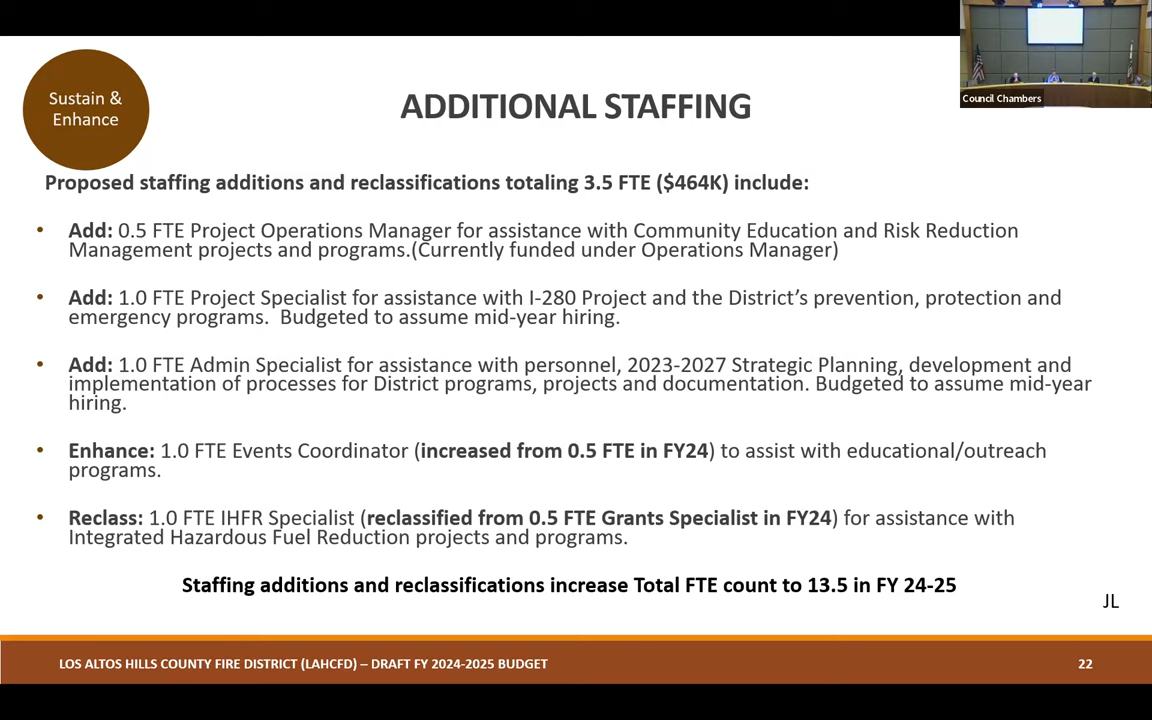 Sustain &
Enhance
Council Chambers
ADDITIONAL STAFFING
Proposed staffing additions and reclassifications totaling 3.5 FTE ($464K) include:
• Add: 0.5 FTE Project Operations Manager for assistance with Community Education and Risk Reduction
Management projects and programs.(Currently funded under Operations Manager)
• Add: 1.0 FTE Project Specialist for assistance with I-280 Project and the District’s prevention, protection and
emergency programs.  Budgeted to assume mid-year hiring.
• Add: 1.0 FTE Admin Specialist for assistance with personnel, 2023-2027 Strategic Planning, development and
implementation of processes for District programs, projects and documentation. Budgeted to assume mid-year
hiring.
• Enhance: 1.0 FTE Events Coordinator (increased from 0.5 FTE in FY24) to assist with educational/outreach
programs.
• Reclass: 1.0 FTE IHFR Specialist (reclassified from 0.5 FTE Grants Specialist in FY24) for assistance with
Integrated Hazardous Fuel Reduction projects and programs.
Staffing additions and reclassifications increase Total FTE count to 13.5 in FY 24-25
JL
LOS ALTOS HILLS COUNTY FIRE DISTRICT (LAHCFD) – DRAFT FY 2024-2025 BUDGET
22